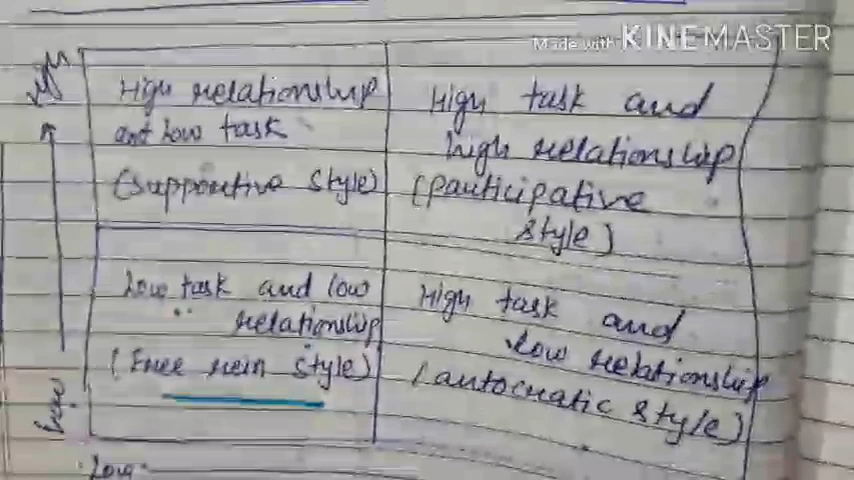 Made with KINEMASTER
High
High relationship
and low task
(supportive style)
High task and
high relationship
(participative
style)
Low task and low
relationship
(Free rein style)
High task and
low relationship
(autocratic style)
Low
Low